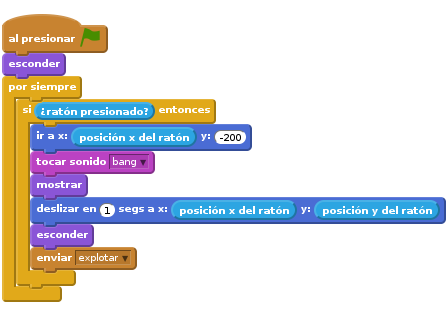 al presionar
esconder
por siempre
si ¿ratón presionado? entonces
ir a x: posición x del ratón y: -200
tocar sonido bang
mostrar
deslizar en 1 segs a x: posición x del ratón y: posición y del ratón
esconder
enviar explotar